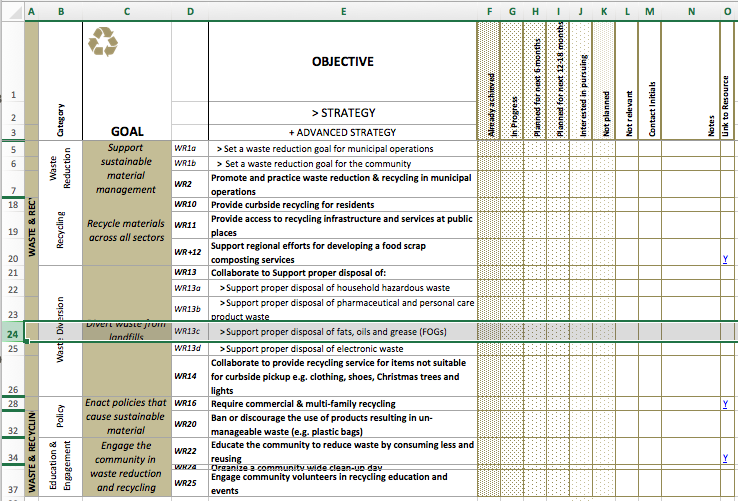 A B C D E F G H I J K L M N O
1 OBJECTIVE
2 > STRATEGY
3 Category GOAL + ADVANCED STRATEGY Already achieved In Progress Planned for next 6 months Planned for next 12-18 months Interested in pursuing Not planned Not relevant Contact Initials Notes Link to Resource
WASTE & REC
Waste Reduction
Support sustainable material management
5 WR1a > Set a waste reduction goal for municipal operations
6 WR1b > Set a waste reduction goal for the community
7 WR2 Promote and practice waste reduction & recycling in municipal
operations
Recycling
Recycle materials across all sectors
18 WR10 Provide curbside recycling for residents
19 WR11 Provide access to recycling infrastructure and services at public
places
20 WR+12 Support regional efforts for developing a food scrap
composting services Y
Waste Diversion
Divert waste from landfills
21 WR13 Collaborate to Support proper disposal of:
22 WR13a >Support proper disposal of household hazardous waste
23 WR13b >Support proper disposal of pharmaceutical and personal care
product waste
24 WR13c >Support proper disposal of fats, oils and grease (FOGs)
25 WR13d >Support proper disposal of electronic waste
26 WR14 Collaborate to provide recycling service for items not suitable
for curbside pickup e.g. clothing, shoes, Christmas trees and
lights
WASTE & RECYCLIN
Policy
Enact policies that cause sustainable material
28 WR16 Require commercial & multi-family recycling Y
32 WR20 Ban or discourage the use of products resulting in un-
manageable waste (e.g. plastic bags)
Education & Engagement
Engage the community in waste reduction and recycling
34 WR22 Educate the community to reduce waste by consuming less and
reusing Y
WR24 Organize a community-wide clean-up day
37 WR25 Engage community volunteers in recycling education and
events